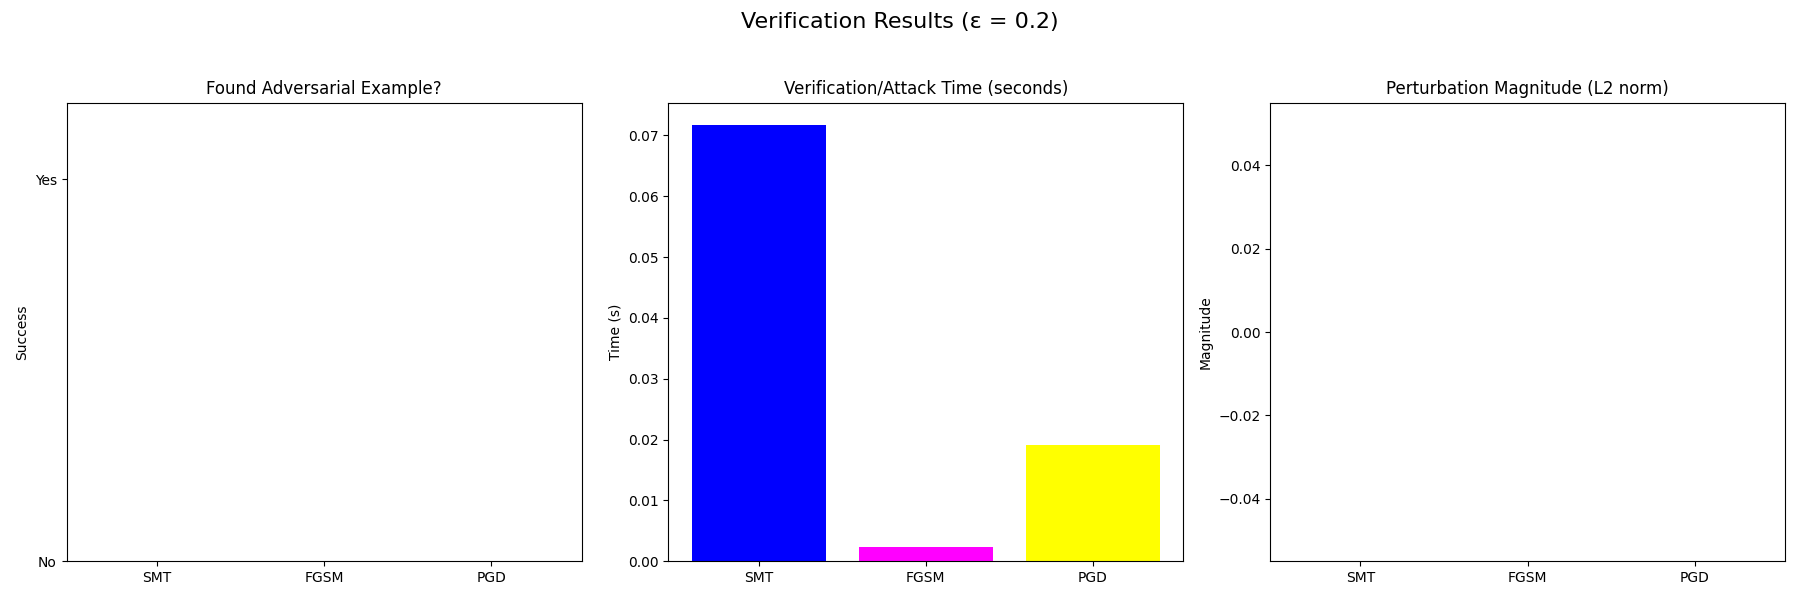 Verification Results (ε = 0.2)
Found Adversarial Example?
Success
Yes
No
SMT
FGSM
PGD
Verification/Attack Time (seconds)
Time (s)
0.07
0.06
0.05
0.04
0.03
0.02
0.01
0.00
SMT
FGSM
PGD
Perturbation Magnitude (L2 norm)
Magnitude
0.04
0.02
0.00
−0.02
−0.04
SMT
FGSM
PGD